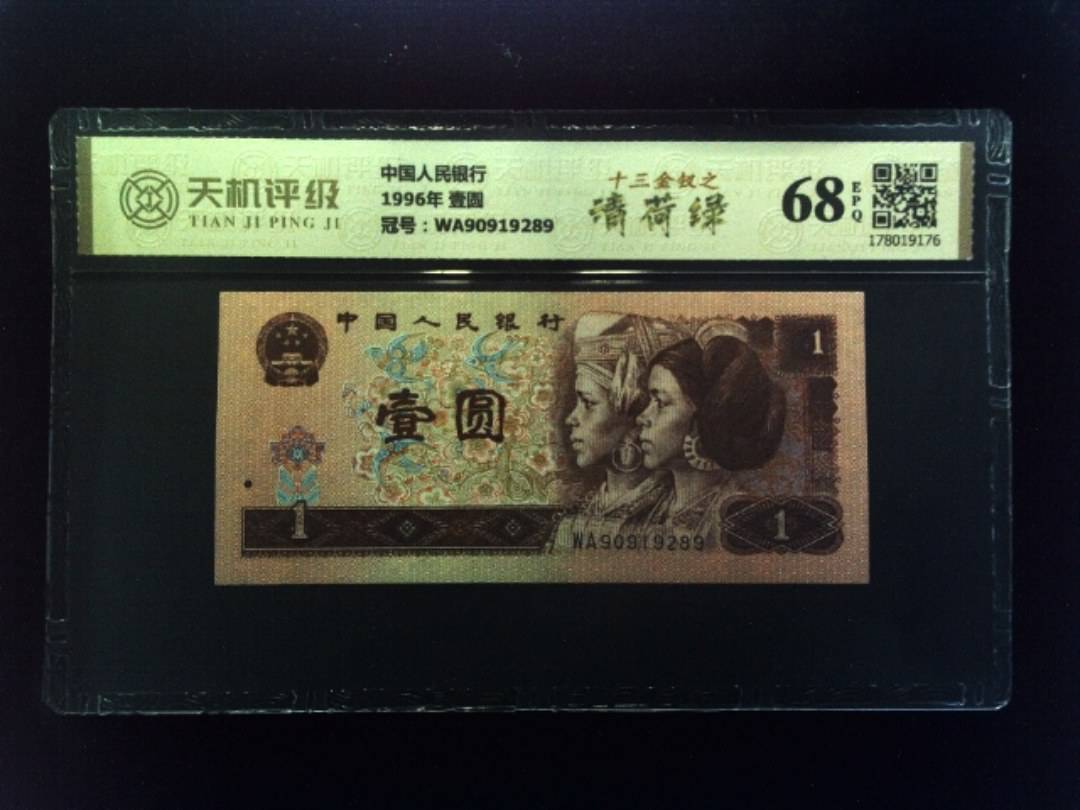 天机评级
TIAN JI PING JI
中国人民银行
1996年 壹圆
冠号：WA90919289
十三金钗之
清荷绿
68
EPQ
178019176
中国人民银行
1
壹圆
1
1
WA90919289